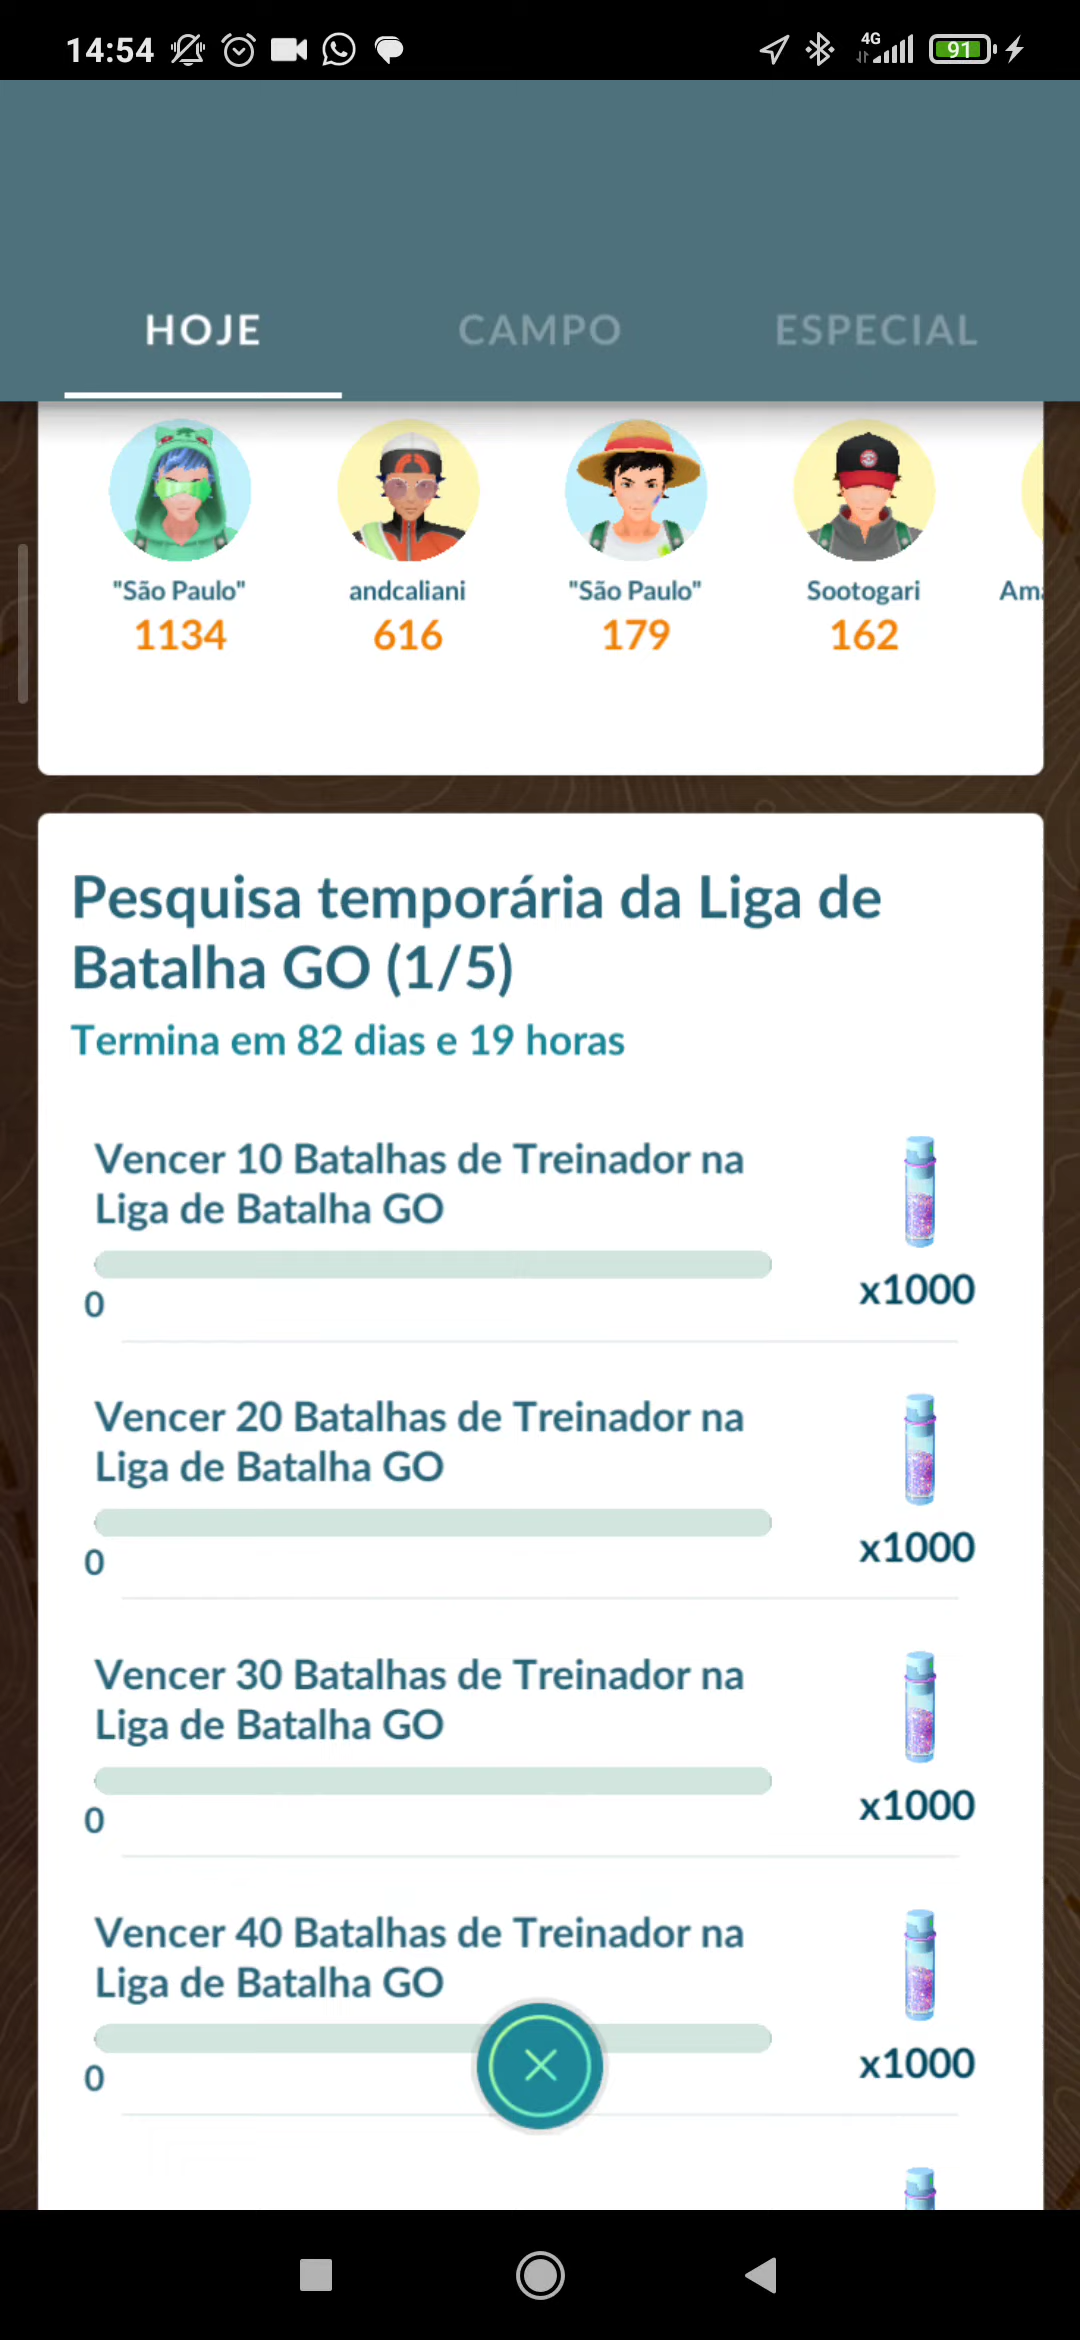 14:54
4G
91
HOJE
CAMPO
ESPECIAL
"São Paulo"
andcaliani
"São Paulo"
Sootogari
1134
616
179
162
Pesquisa temporária da Liga de
Batalha GO (1/5)
Termina em 82 dias e 19 horas
Vencer 10 Batalhas de Treinador na
Liga de Batalha GO
0
x1000
Vencer 20 Batalhas de Treinador na
Liga de Batalha GO
0
x1000
Vencer 30 Batalhas de Treinador na
Liga de Batalha GO
0
x1000
Vencer 40 Batalhas de Treinador na
Liga de Batalha GO
0
x1000